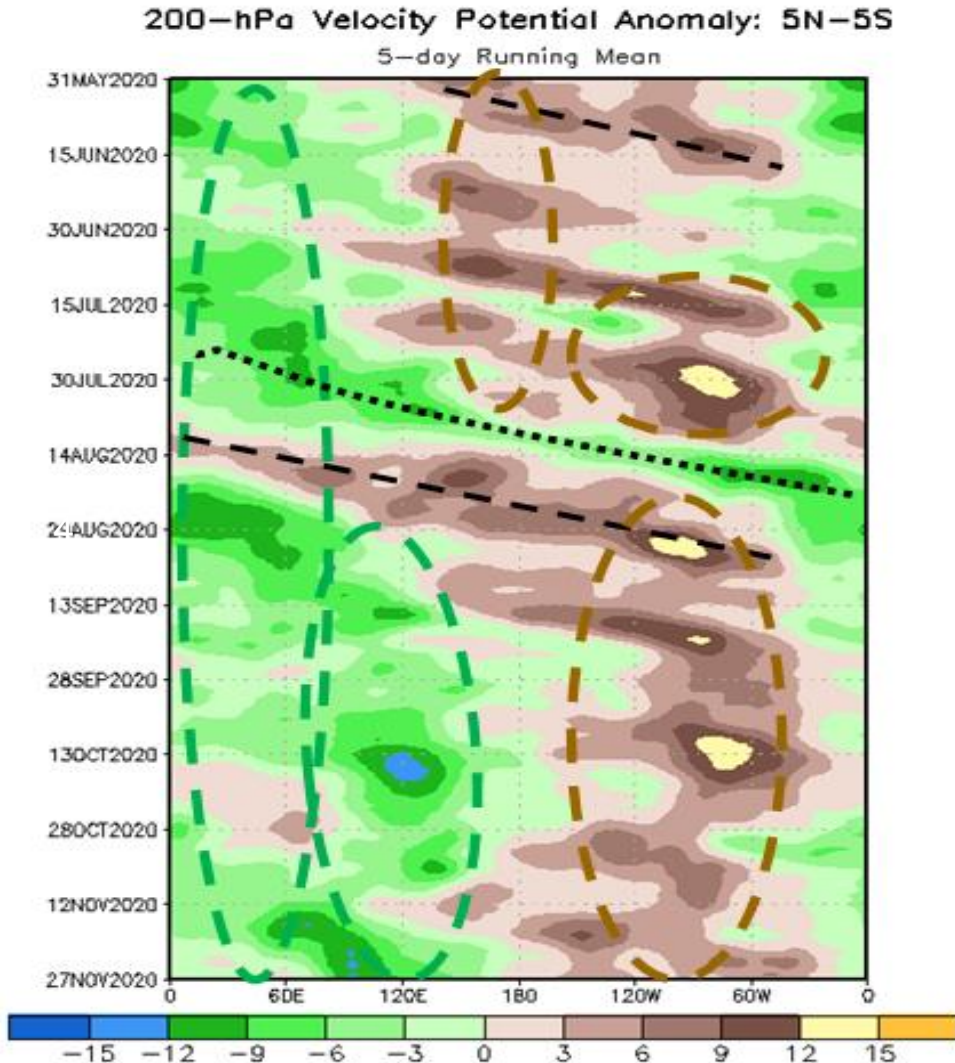 200-hPa Velocity Potential Anomaly: 5N-5S
5-day Running Mean
31MAY2020
15JUN2020
30JUN2020
15JUL2020
30JUL2020
14AUG2020
29AUG2020
13SEP2020
28SEP2020
13OCT2020
28OCT2020
12NOV2020
27NOV2020
0 60E 120E 180 120W 60W 0
-15 -12 -9 -6 -3 0 3 6 9 12 15